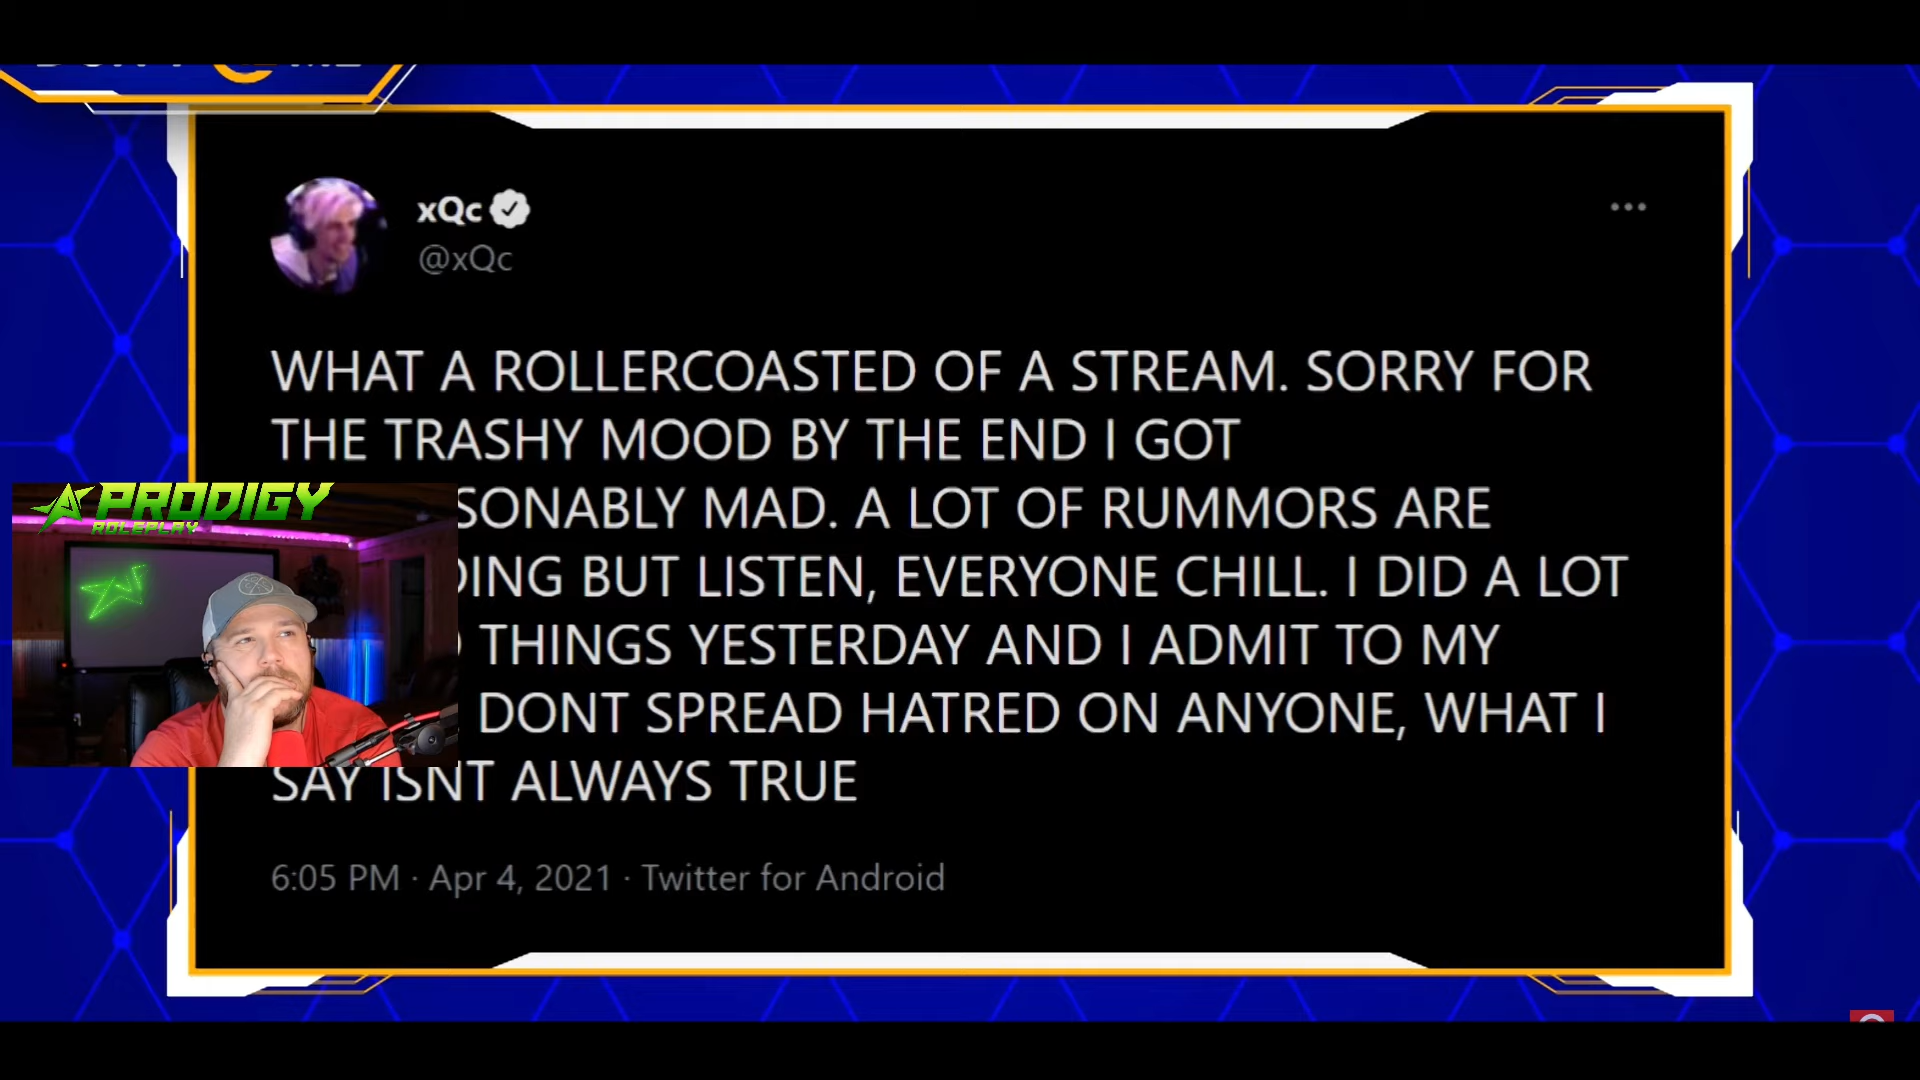 xQc
@xQc
WHAT A ROLLERCOASTED OF A STREAM. SORRY FOR
THE TRASHY MOOD BY THE END I GOT
SONABLY MAD. A LOT OF RUMMORS ARE
DING BUT LISTEN, EVERYONE CHILL. I DID A LOT
THINGS YESTERDAY AND I ADMIT TO MY
DONT SPREAD HATRED ON ANYONE, WHAT I
SAY ISNT ALWAYS TRUE
6:05 PM · Apr 4, 2021 · Twitter for Android
PRODIGY
ROLEPLAY